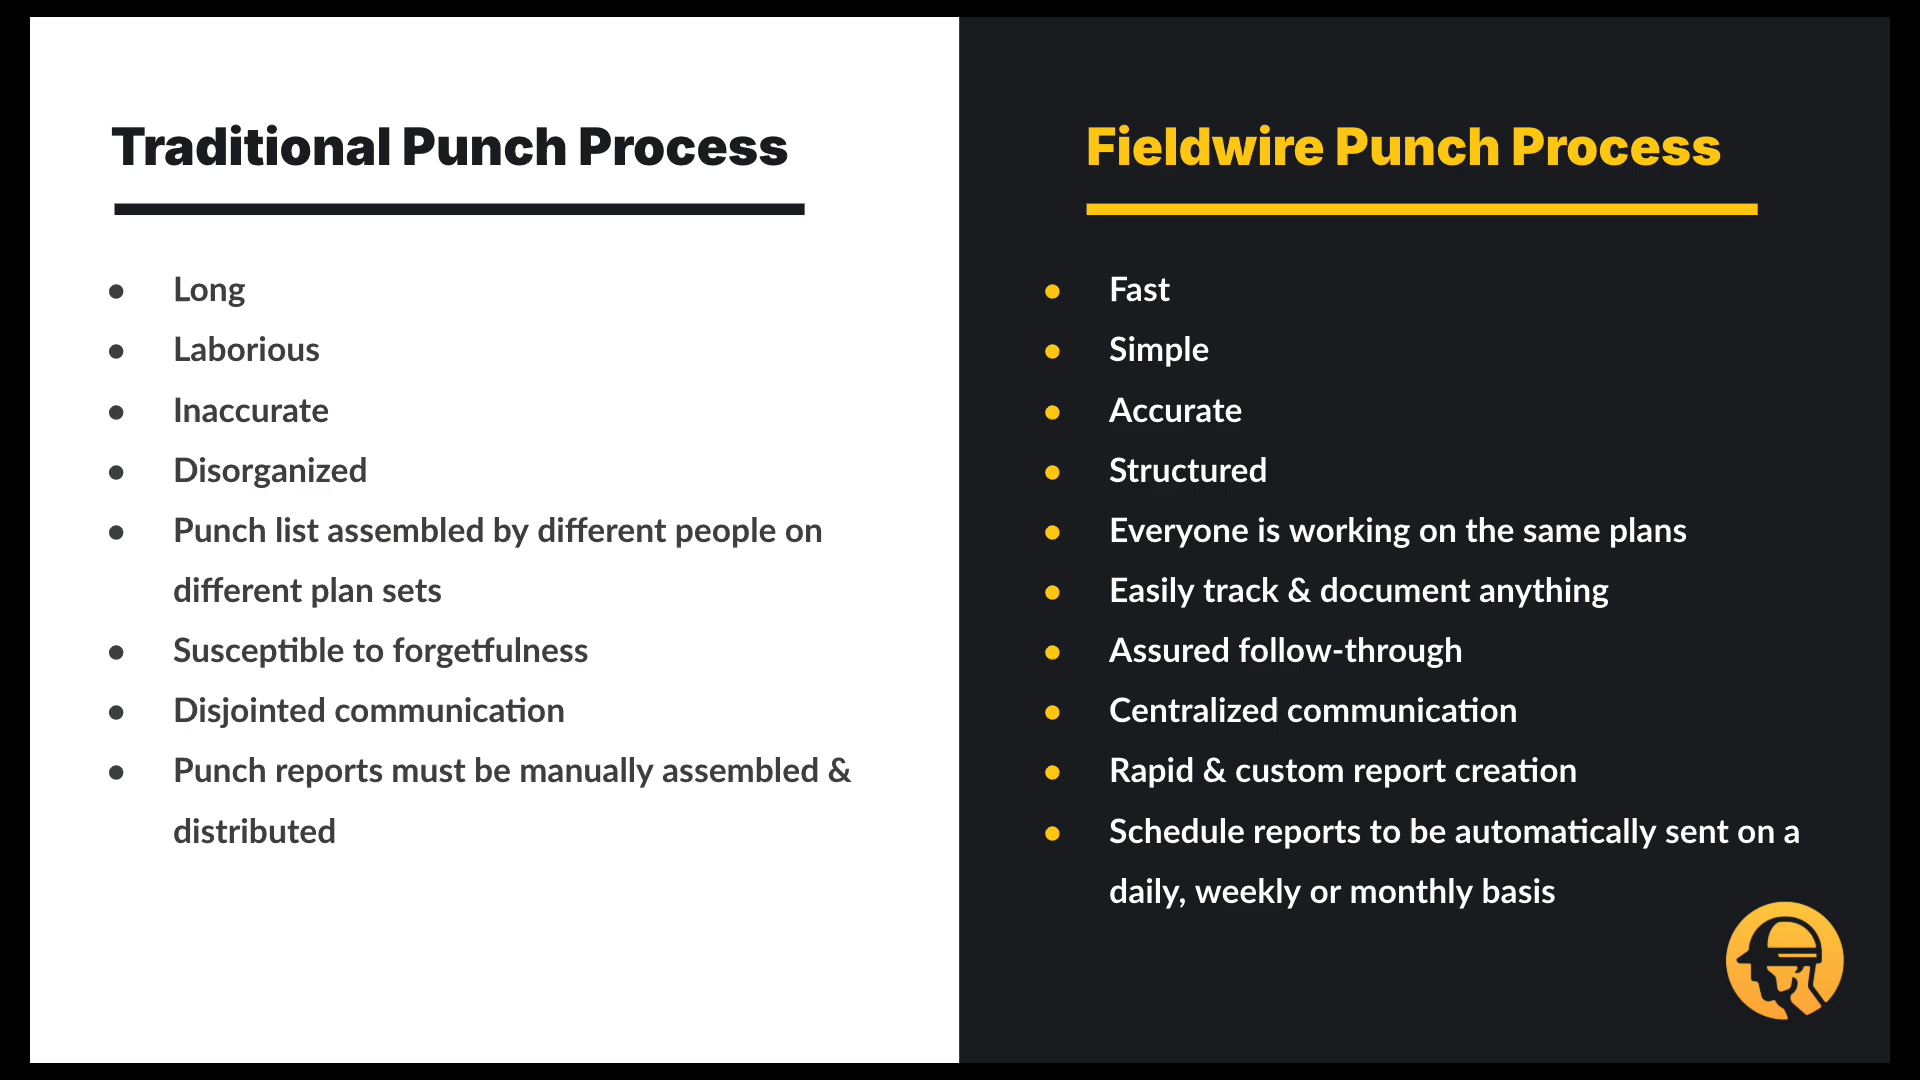 Traditional Punch Process
● Long
● Laborious
● Inaccurate
● Disorganized
● Punch list assembled by different people on
different plan sets
● Susceptible to forgetfulness
● Disjointed communication
● Punch reports must be manually assembled &
distributed
Fieldwire Punch Process
● Fast
● Simple
● Accurate
● Structured
● Everyone is working on the same plans
● Easily track & document anything
● Assured follow-through
● Centralized communication
● Rapid & custom report creation
● Schedule reports to be automatically sent on a
daily, weekly or monthly basis